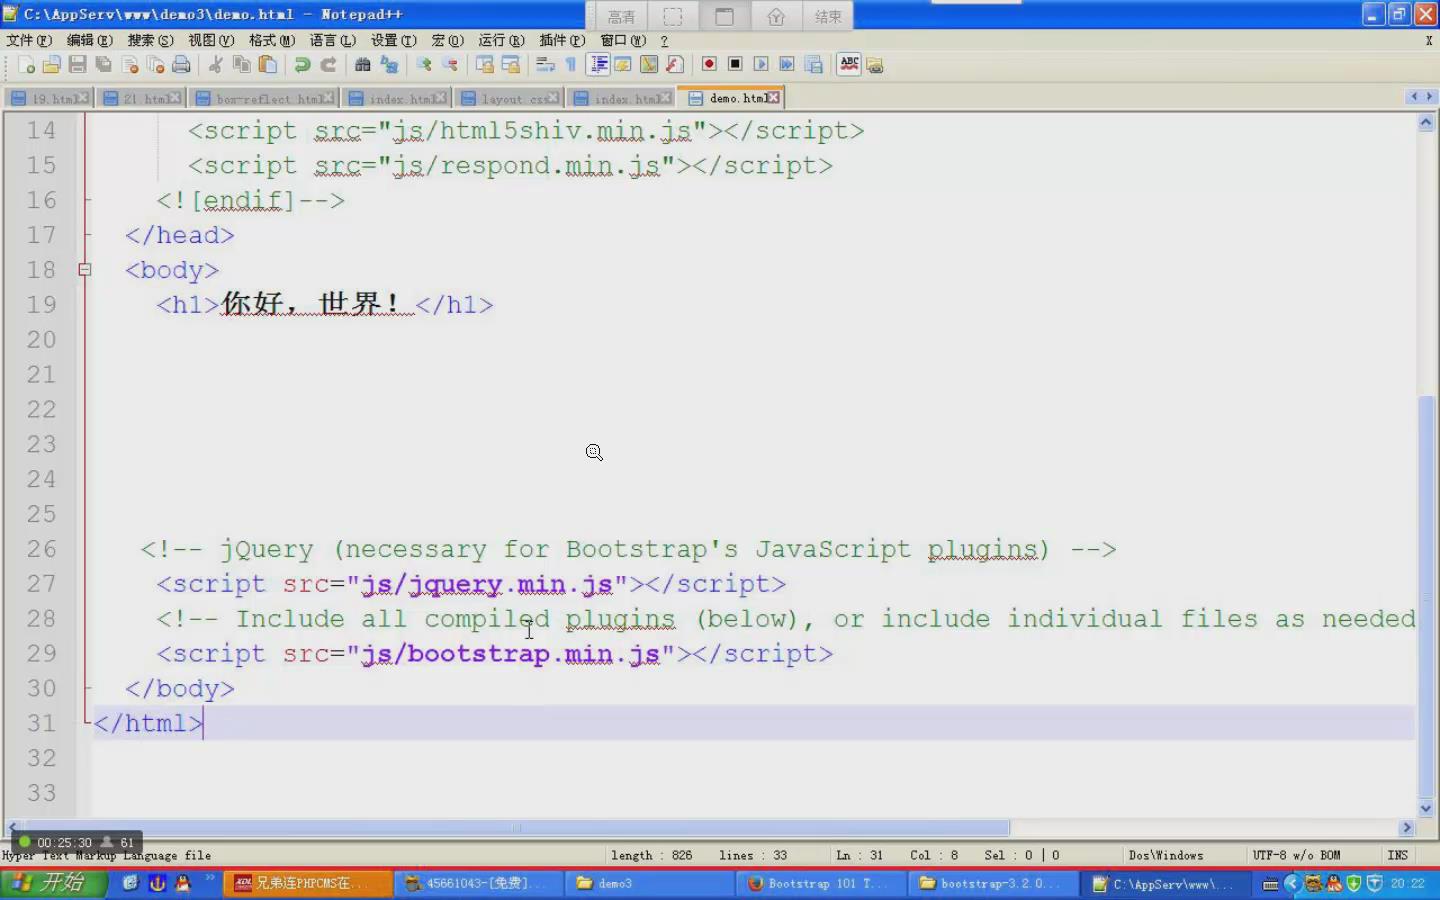 C:\AppServ\www\demo3\demo.html - Notepad++
高清 结束
文件(F) 编辑(E) 搜索(S) 视图(V) 格式(M) 语言(L) 设置(T) 宏(O) 运行(R) 插件(P) 窗口(W) ? X
ABC
19.html 21.html box-reflect.html index.html layout.css index.html demo.html
14 <script src="js/html5shiv.min.js"></script>
15 <script src="js/respond.min.js"></script>
16 <![endif]-->
17 </head>
18 <body>
19 <h1>你好，世界！</h1>
20
21
22
23
24
25
26 <!-- jQuery (necessary for Bootstrap's JavaScript plugins) -->
27 <script src="js/jquery.min.js"></script>
28 <!-- Include all compiled plugins (below), or include individual files as needed
29 <script src="js/bootstrap.min.js"></script>
30 </body>
31 </html>
32
33
00:25:30 61
Hyper Text Markup Language file length : 826 lines : 33 Ln : 31 Col : 8 Sel : 0 | 0 Dos\Windows UTF-8 w/o BOM INS
开始 兄弟连PHPCMS在... 45661043-[免费]... demo3 Bootstrap 101 T... bootstrap-3.2.0... C:\AppServ\www\... 20:22